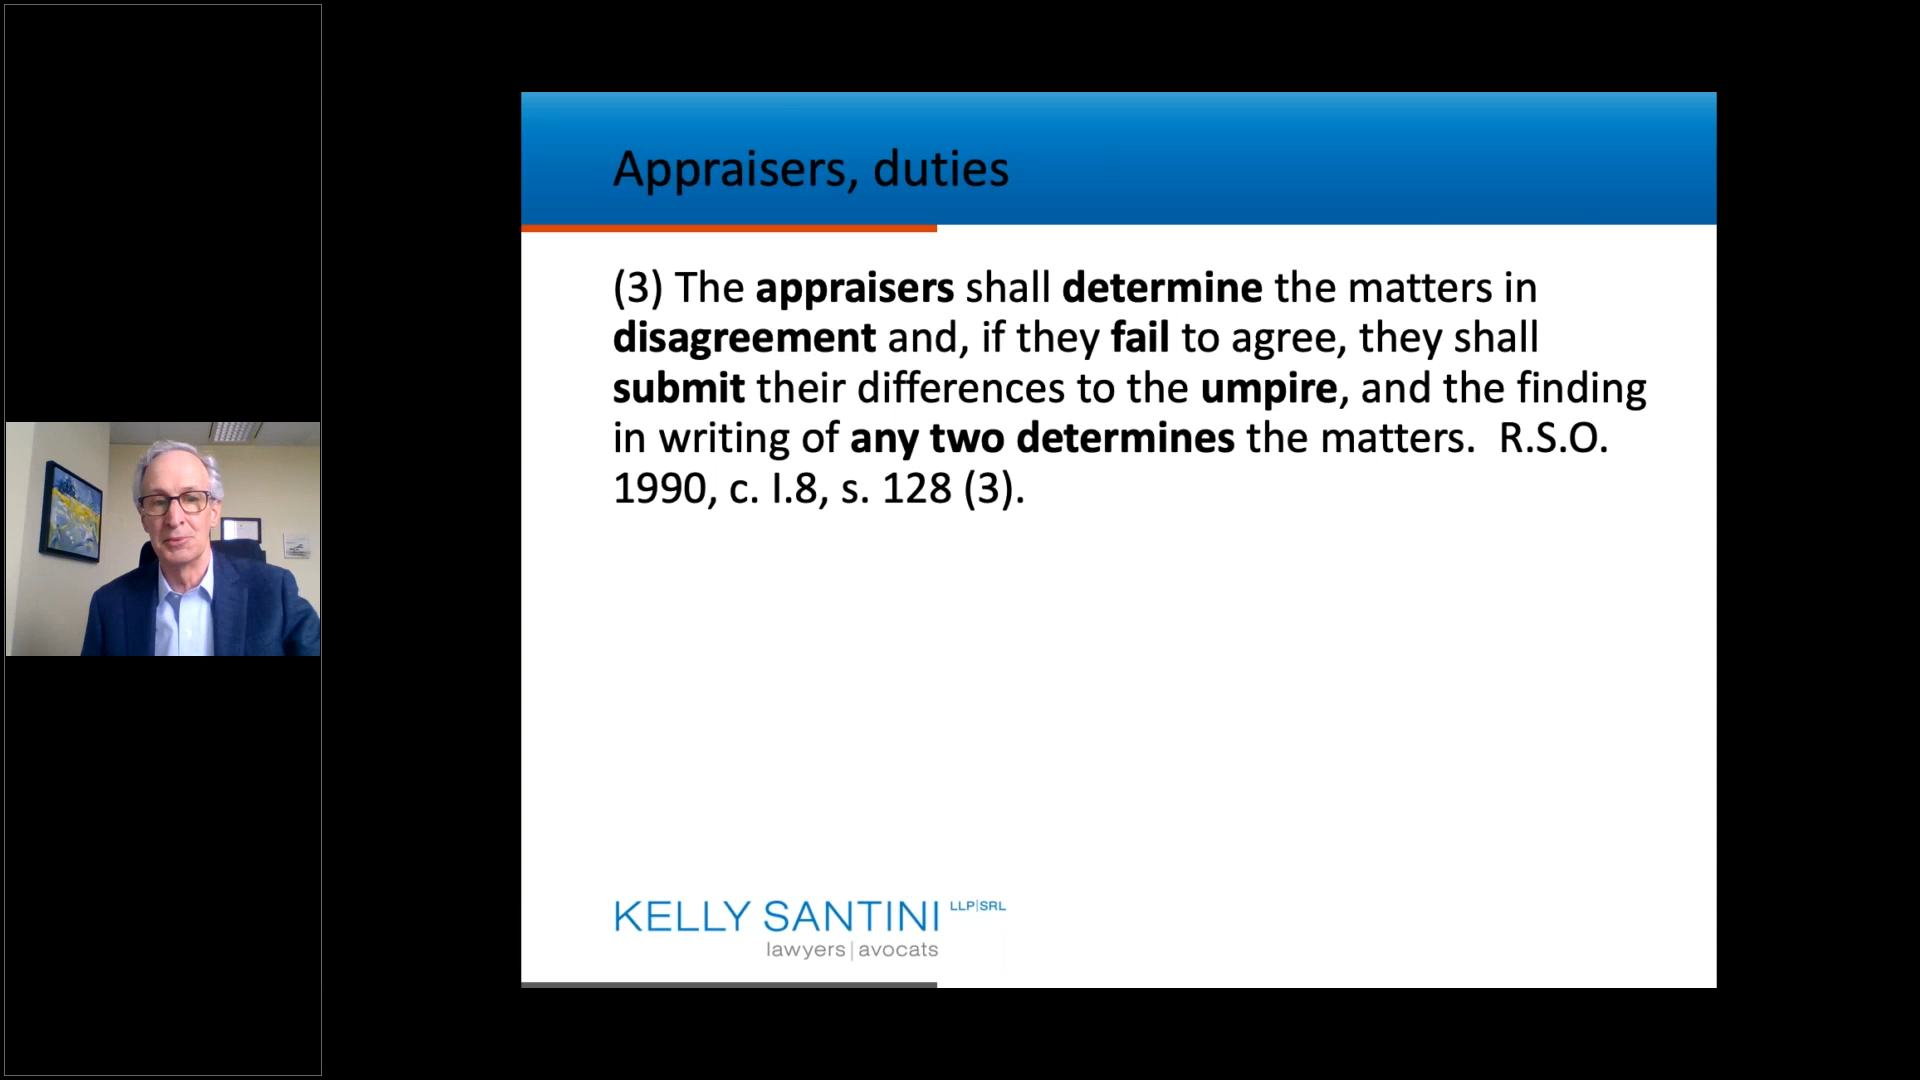 Appraisers, duties
(3) The appraisers shall determine the matters in
disagreement and, if they fail to agree, they shall
submit their differences to the umpire, and the finding
in writing of any two determines the matters.  R.S.O.
1990, c. I.8, s. 128 (3).
KELLY SANTINI LLP|SRL
lawyers|avocats